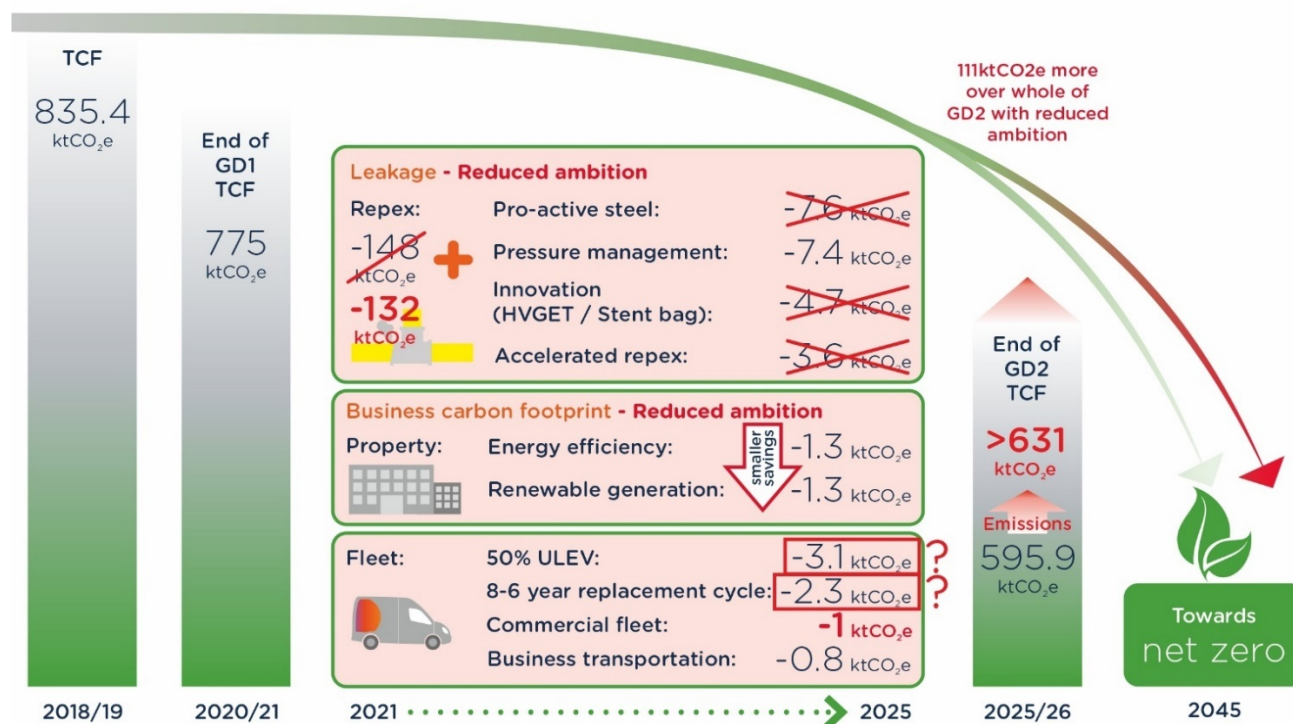 TCF
835.4
ktCO₂e
End of
GD1
TCF
775
ktCO₂e
111ktCO2e more
over whole of
GD2 with reduced
ambition
Leakage - Reduced ambition
Repex:
-148
ktCO₂e
-132
ktCO₂e
Pro-active steel: -7.6 ktCO₂e
Pressure management: -7.4 ktCO₂e
Innovation
(HVGET / Stent bag): -4.7 ktCO₂e
Accelerated repex: -3.6 ktCO₂e
Business carbon footprint - Reduced ambition
Property:
Energy efficiency: -1.3 ktCO₂e
Renewable generation: -1.3 ktCO₂e
smaller
savings
Fleet:
50% ULEV: -3.1 ktCO₂e ?
8-6 year replacement cycle: -2.3 ktCO₂e ?
Commercial fleet: -1 ktCO₂e
Business transportation: -0.8 ktCO₂e
End of
GD2
TCF
>631
ktCO₂e
Emissions
595.9
ktCO₂e
Towards
net zero
2018/19 2020/21 2021 2025 2025/26 2045